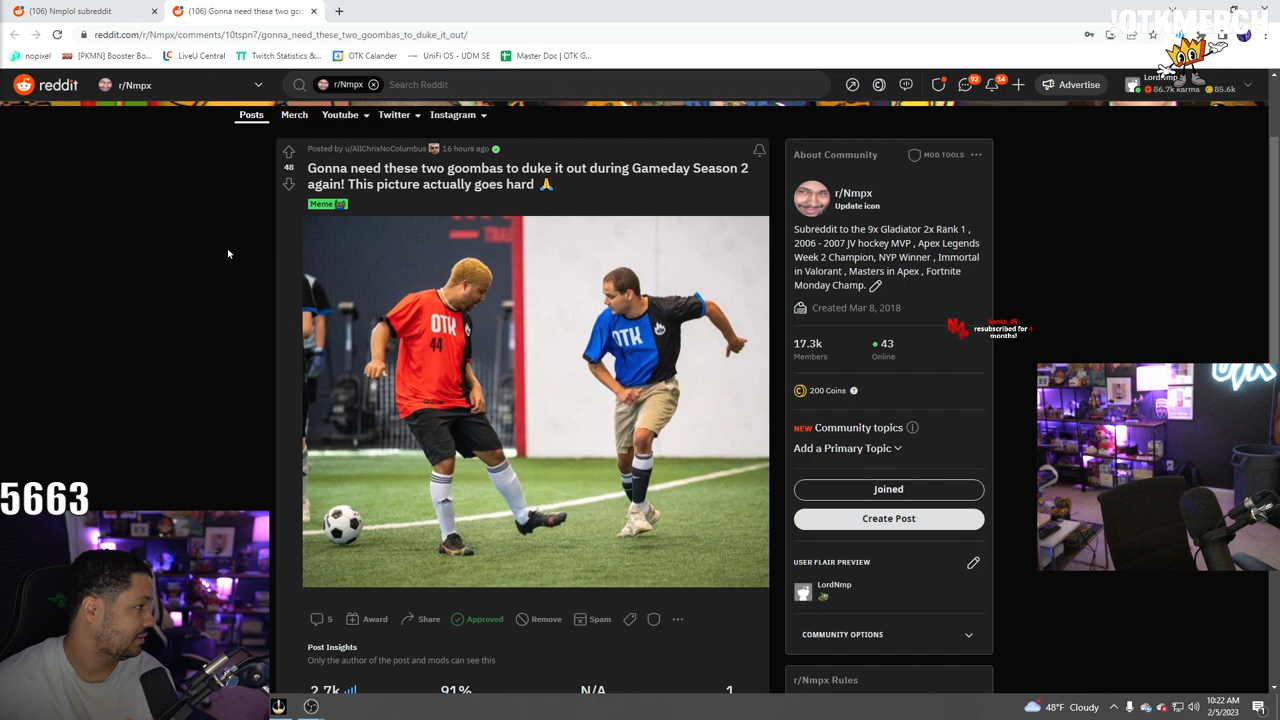 (106) Nmplol subreddit
(106) Gonna need these two goo
!OTKMERCH
reddit.com/r/Nmpx/comments/10tspn7/gonna_need_these_two_goombas_to_duke_it_out/
nopixel
[PKMN] Booster Bo...
LiveU Central
Twitch Statistics &...
OTK Calander
UniFi OS - UDM SE
Master Doc | OTK G...
reddit
r/Nmpx
r/Nmpx
Search Reddit
92
14
Advertise
86.7k karma
85.6k
Posts
Merch
Youtube
Twitter
Instagram
Posted by u/AllChrisNoColumbus 16 hours ago
48
Gonna need these two goombas to duke it out during Gameday Season 2
again! This picture actually goes hard 🙏
Meme
OTK
44
OTK
About Community
MOD TOOLS
r/Nmpx
Update icon
Subreddit to the 9x Gladiator 2x Rank 1 ,
2006 - 2007 JV hockey MVP , Apex Legends
Week 2 Champion, NYP Winner , Immortal
in Valorant , Masters in Apex , Fortnite
Monday Champ.
Created Mar 8, 2018
resubscribed for 4
months!
17.3k
Members
43
Online
200 Coins
NEW Community topics
Add a Primary Topic
Joined
Create Post
USER FLAIR PREVIEW
LordNmp
COMMUNITY OPTIONS
r/Nmpx Rules
5
Award
Share
Approved
Remove
Spam
Post Insights
Only the author of the post and mods can see this
2.7k
91%
N/A
1
5663
48°F Cloudy
10:22 AM
2/5/2023
1